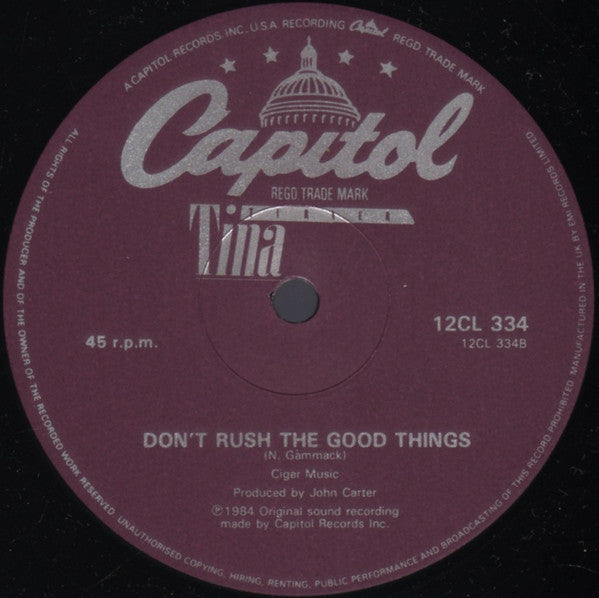 A CAPITOL RECORDS, INC. U.S.A. RECORDING Capitol REGD. TRADE MARK
Capitol
REGD TRADE MARK
TURNER
Tina
45 r.p.m.
12CL 334
12CL 334B
DON'T RUSH THE GOOD THINGS
(N. Gammack)
Ciger Music
Produced by John Carter
℗1984 Original sound recording
made by Capitol Records Inc.
ALL RIGHTS OF THE PRODUCER AND OF THE OWNER OF THE RECORDED WORK RESERVED. UNAUTHORISED COPYING, HIRING, RENTING, PUBLIC PERFORMANCE AND BROADCASTING OF THIS RECORD PROHIBITED. MANUFACTURED IN THE UK BY EMI RECORDS LIMITED